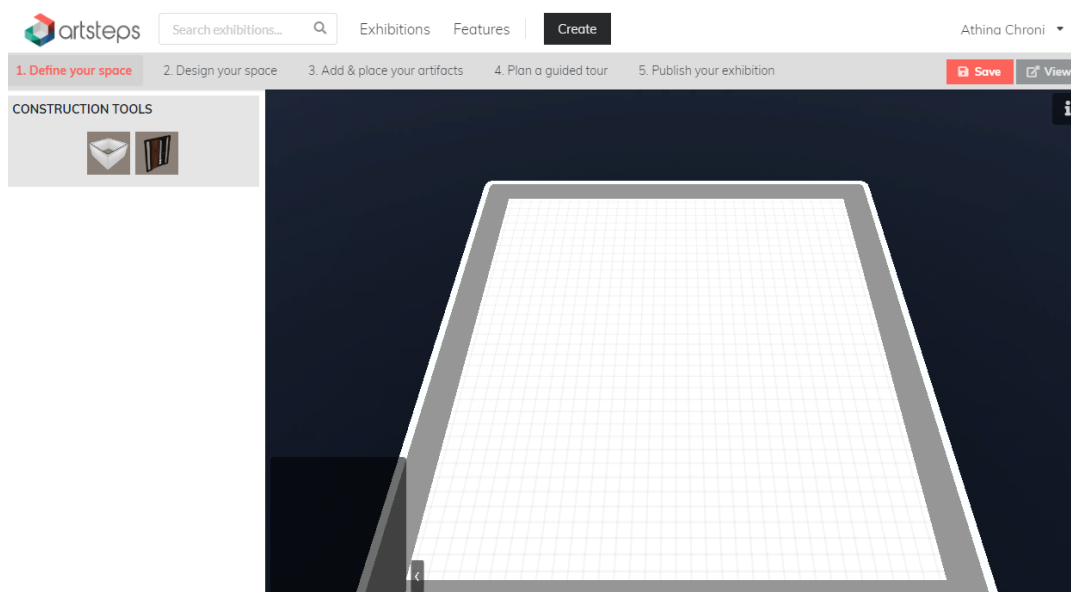 artsteps Search exhibitions... Exhibitions Features Create Athina Chroni
1. Define your space 2. Design your space 3. Add & place your artifacts 4. Plan a guided tour 5. Publish your exhibition Save View
CONSTRUCTION TOOLS
i